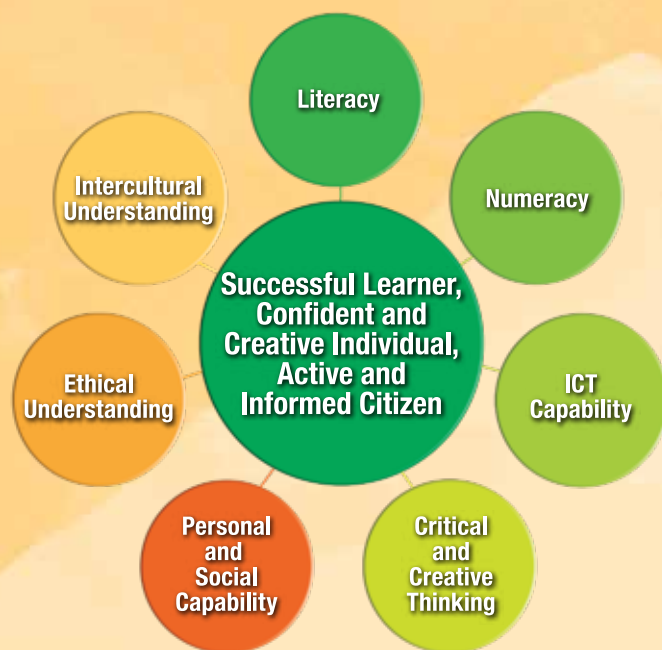 Literacy
Numeracy
ICT
Capability
Critical
and
Creative
Thinking
Personal
and
Social
Capability
Ethical
Understanding
Intercultural
Understanding
Successful Learner,
Confident and
Creative Individual,
Active and
Informed Citizen